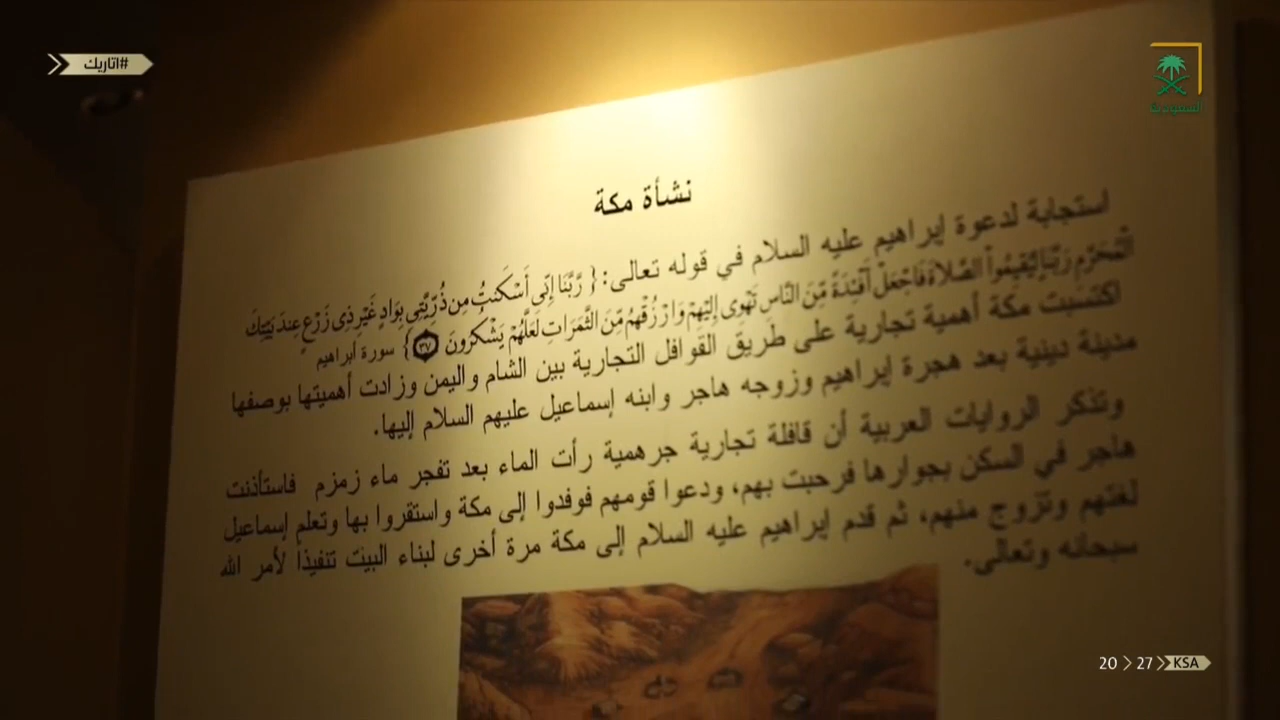 #اتاريك
السعودية
نشأة مكة
استجابة لدعوة إبراهيم عليه السلام في قوله تعالى: {رَّبَّنَا إِنِّي أَسْكَنتُ مِن ذُرِّيَّتِي بِوَادٍ غَيْرِ ذِي زَرْعٍ عِندَ بَيْتِكَ
الْمُحَرَّمِ رَبَّنَا لِيُقِيمُواْ الصَّلَاةَ فَاجْعَلْ أَفْئِدَةً مِّنَ النَّاسِ تَهْوِي إِلَيْهِمْ وَارْزُقْهُم مِّنَ الثَّمَرَاتِ لَعَلَّهُمْ يَشْكُرُونَ ﴿٣٧﴾} سورة ابراهيم
اكتسبت مكة أهمية تجارية على طريق القوافل التجارية بين الشام واليمن وزادت أهميتها بوصفها
مدينة دينية بعد هجرة إبراهيم وزوجه هاجر وابنه إسماعيل عليهم السلام إليها.
وتذكر الروايات العربية أن قافلة تجارية جرهمية رأت الماء بعد تفجر ماء زمزم فاستأذنت
هاجر في السكن بجوارها فرحبت بهم، ودعوا قومهم فوفدوا إلى مكة واستقروا بها وتعلم إسماعيل
لغتهم وتزوج منهم، ثم قدم إبراهيم عليه السلام إلى مكة مرة أخرى لبناء البيت تنفيذا لأمر الله
سبحانه وتعالى.
20 27 KSA